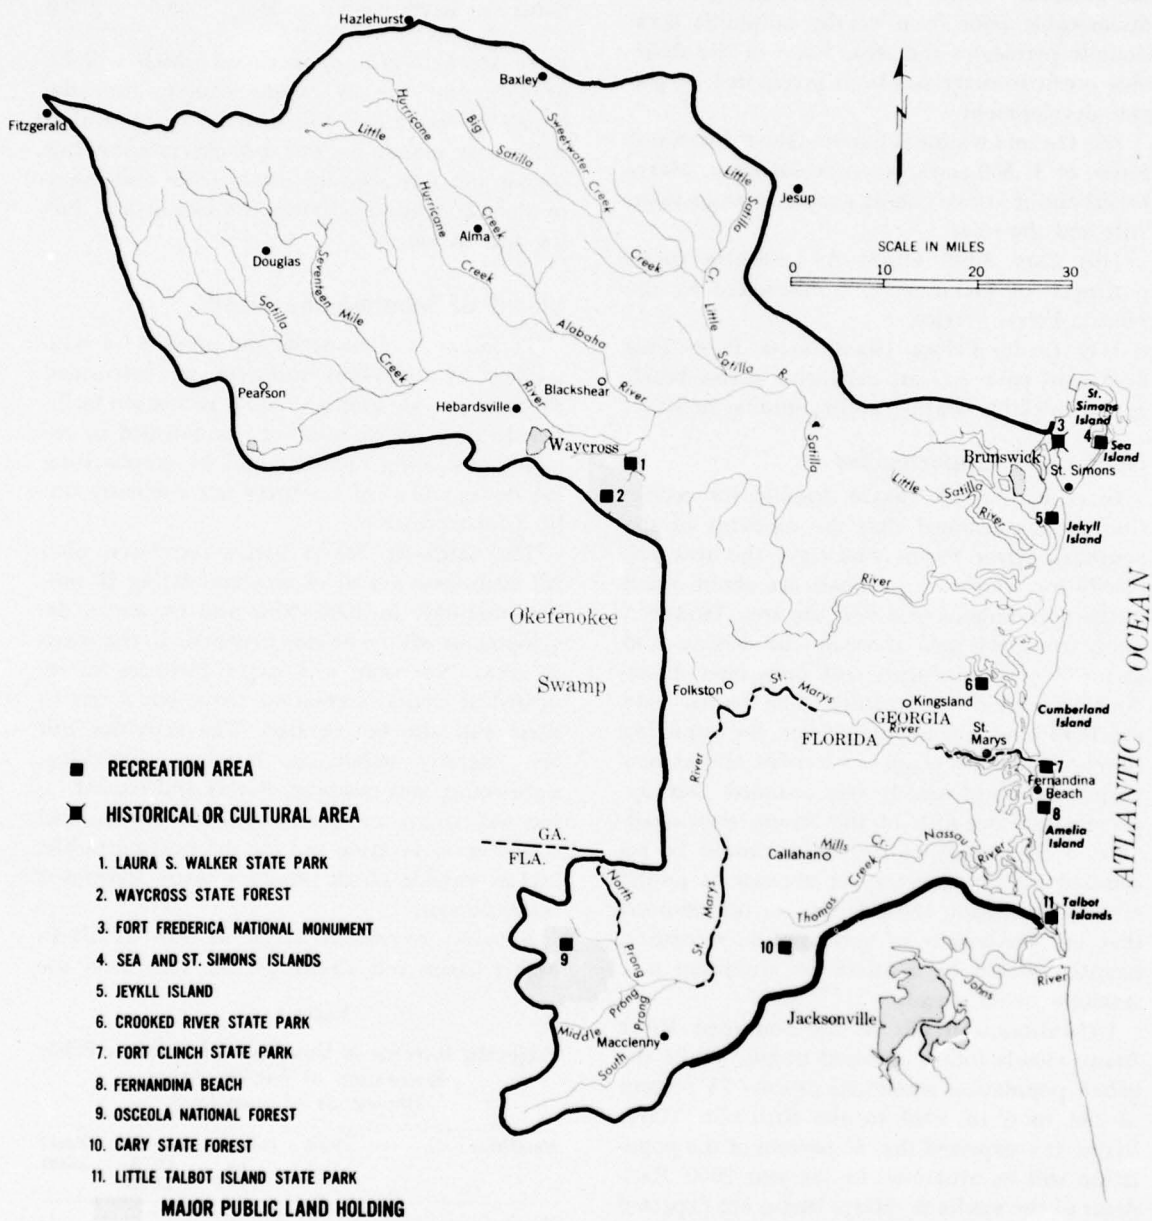 Hazlehurst
Baxley
Fitzgerald
Hurricane
Little
Hurricane
Creek
Big
Satilla
Creek
Sweetwater Creek
Little
Satilla
Cr.
Jesup
N
SCALE IN MILES
0 10 20 30
Alma
Douglas
Seventeen Mile
Creek
Satilla
River
Creek
Alabaha
River
Little
Satilla
R.
Pearson
Hebardsville
Blackshear
Waycross
1
2
Satilla
River
St.
Simons
Island
3
4
Sea
Island
Brunswick
St. Simons
Little
Satilla
River
5
Jekyll
Island
Okefenokee
Swamp
Folkston
St. Marys
River
6
Kingsland
GEORGIA
FLORIDA
River
St.
Marys
Cumberland
Island
7
Fernandina
Beach
8
Amelia
Island
ATLANTIC OCEAN
GA.
FLA.
Callahan
Mills
Cr.
Nassau
River
Thomas
Creek
St.
Marys
11
Talbot
Islands
North
Prong
9
10
Middle
Prong
South
Prong
Macclenny
Jacksonville
St.
Johns
River
RECREATION AREA
HISTORICAL OR CULTURAL AREA
1. LAURA S. WALKER STATE PARK
2. WAYCROSS STATE FOREST
3. FORT FREDERICA NATIONAL MONUMENT
4. SEA AND ST. SIMONS ISLANDS
5. JEYKLL ISLAND
6. CROOKED RIVER STATE PARK
7. FORT CLINCH STATE PARK
8. FERNANDINA BEACH
9. OSCEOLA NATIONAL FOREST
10. CARY STATE FOREST
11. LITTLE TALBOT ISLAND STATE PARK
MAJOR PUBLIC LAND HOLDING